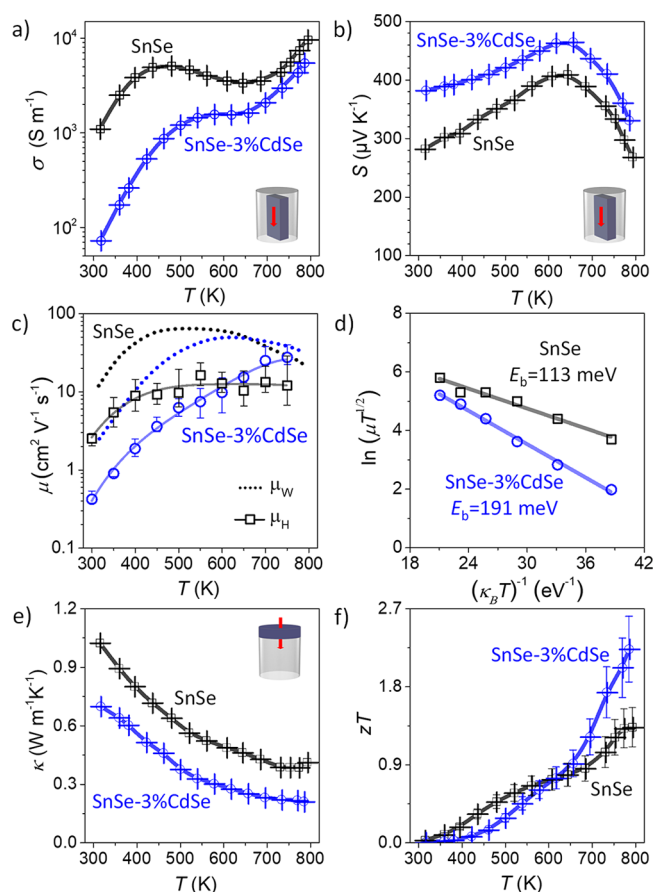 a)
10⁴
10³
10²
σ (S m⁻¹)
SnSe
SnSe-3%CdSe
300 400 500 600 700 800
T (K)
b)
500
400
300
200
100
S (μV K⁻¹)
SnSe-3%CdSe
SnSe
300 400 500 600 700 800
T (K)
c)
100
10
1
0.1
μ (cm² V⁻¹ s⁻¹)
SnSe
SnSe-3%CdSe
μ_W
μ_H
300 400 500 600 700 800
T (K)
d)
8
6
4
2
0
ln (μT^1/2)
SnSe
E_b=113 meV
SnSe-3%CdSe
E_b=191 meV
18 24 30 36 42
(κ_B T)⁻¹ (eV⁻¹)
e)
1.2
0.9
0.6
0.3
0.0
κ (W m⁻¹K⁻¹)
SnSe
SnSe-3%CdSe
300 400 500 600 700 800
T (K)
f)
2.7
1.8
0.9
0.0
zT
SnSe-3%CdSe
SnSe
300 400 500 600 700 800
T (K)